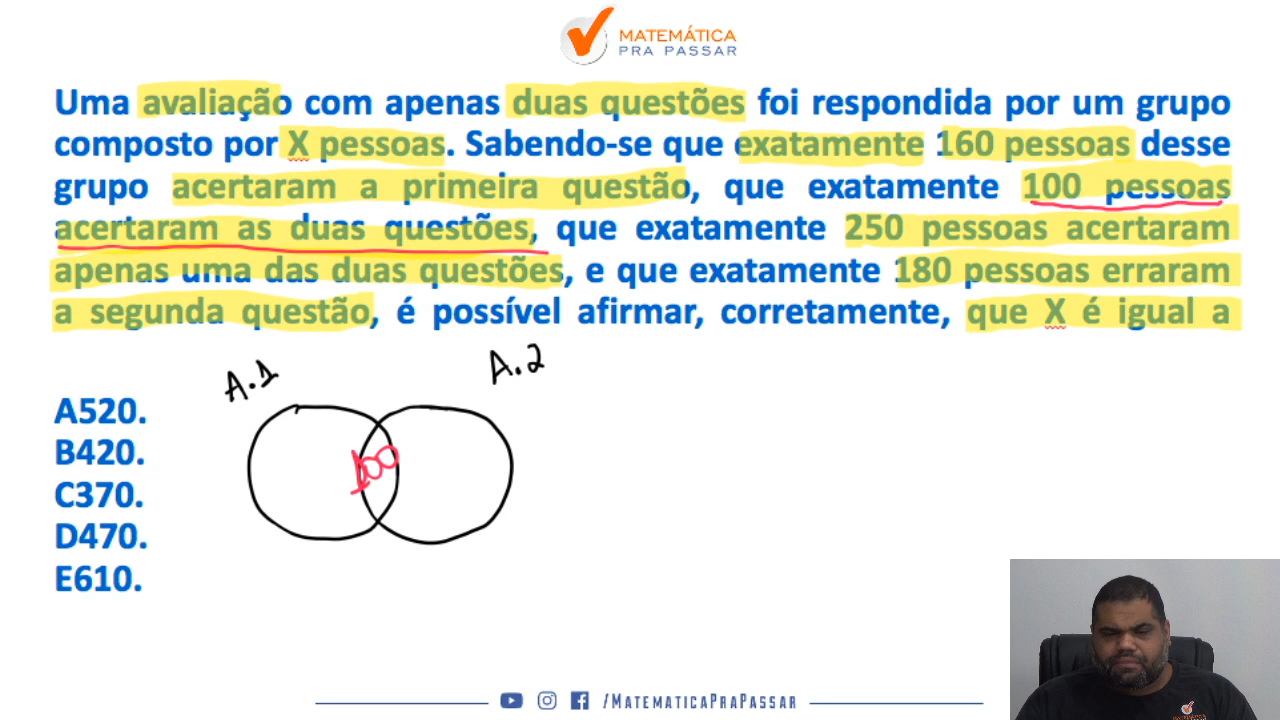 MATEMÁTICA
PRA PASSAR
Uma avaliação com apenas duas questões foi respondida por um grupo
composto por X pessoas. Sabendo-se que exatamente 160 pessoas desse
grupo acertaram a primeira questão, que exatamente 100 pessoas
acertaram as duas questões, que exatamente 250 pessoas acertaram
apenas uma das duas questões, e que exatamente 180 pessoas erraram
a segunda questão, é possível afirmar, corretamente, que X é igual a
A.1
A.2
100
A520.
B420.
C370.
D470.
E610.
/MATEMATICAPRAPASSAR